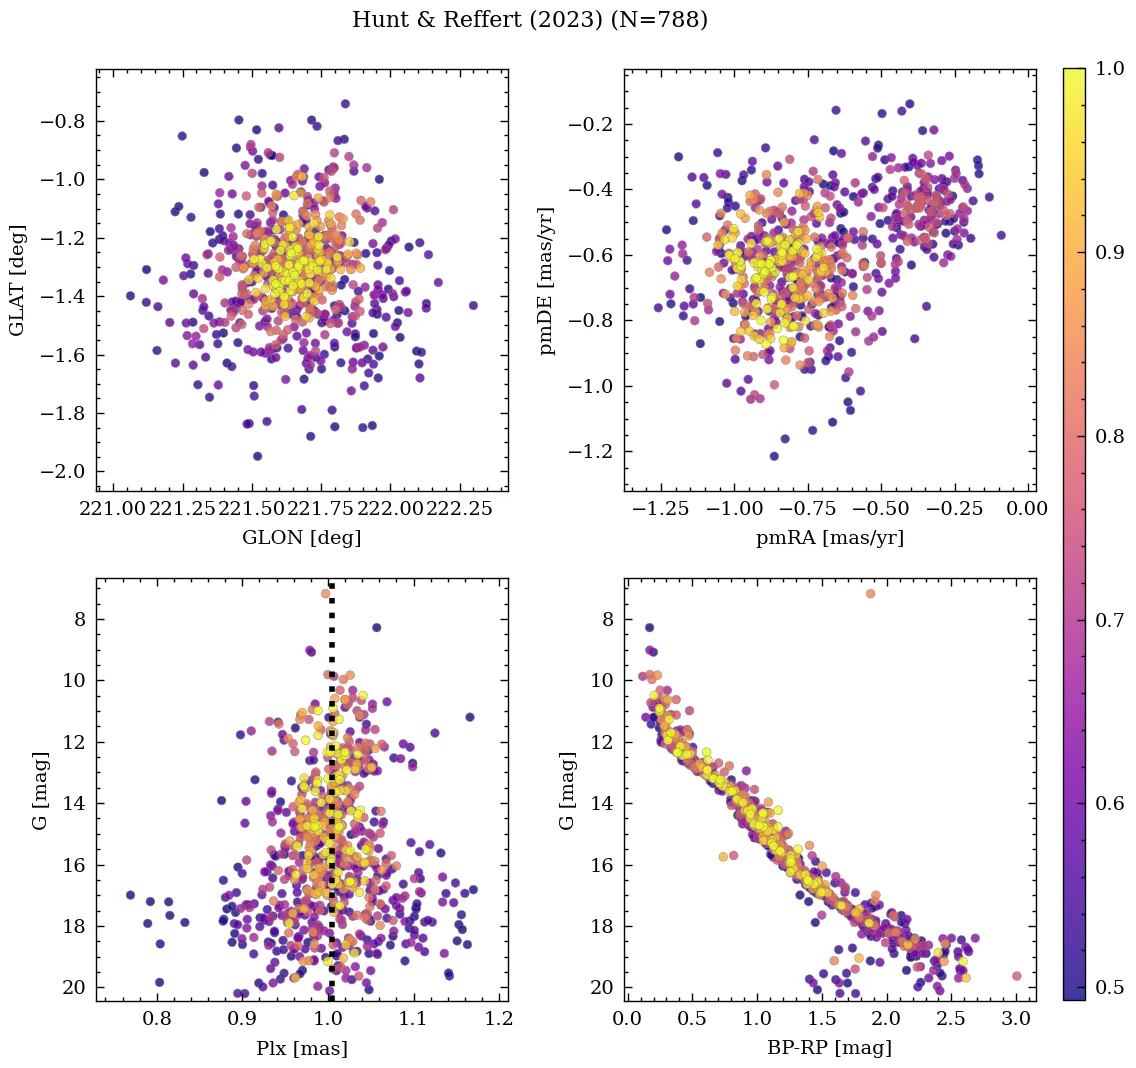 Hunt & Reffert (2023) (N=788)
−0.8
−1.0
−1.2
−1.4
−1.6
−1.8
−2.0
GLAT [deg]
221.00 221.25 221.50 221.75 222.00 222.25
GLON [deg]
−0.2
−0.4
−0.6
−0.8
−1.0
−1.2
pmDE [mas/yr]
−1.25 −1.00 −0.75 −0.50 −0.25 0.00
pmRA [mas/yr]
8
10
12
14
16
18
20
G [mag]
0.8 0.9 1.0 1.1 1.2
Plx [mas]
8
10
12
14
16
18
20
G [mag]
0.0 0.5 1.0 1.5 2.0 2.5 3.0
BP-RP [mag]
1.0
0.9
0.8
0.7
0.6
0.5